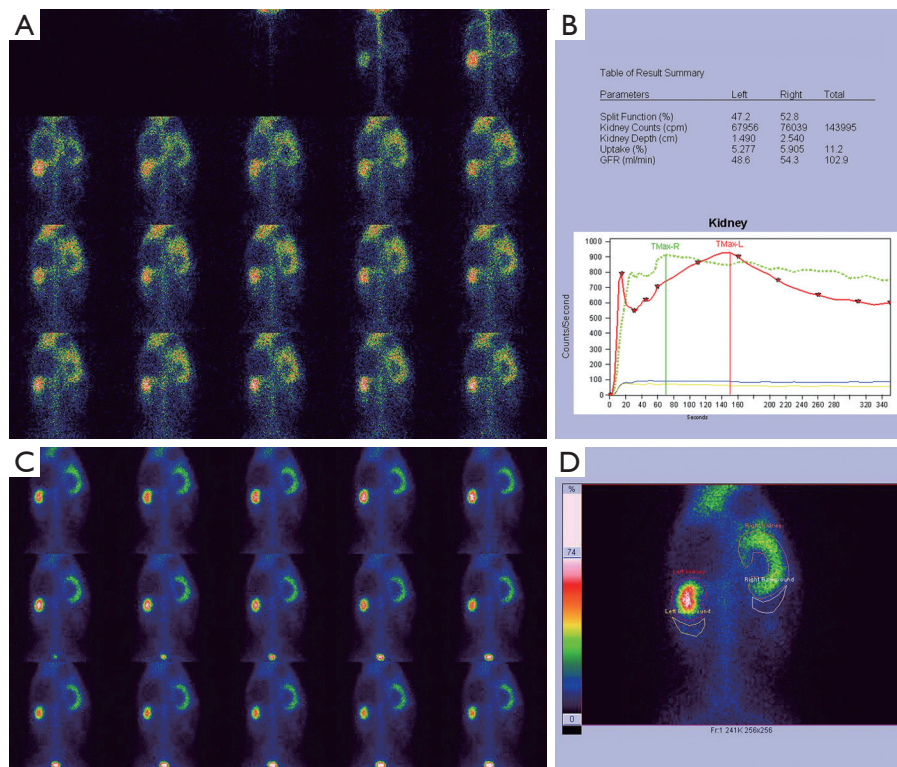 A
B
Table of Result Summary
Parameters Left Right Total
Split Function (%) 47.2 52.8
Kidney Counts (cpm) 67956 76039 143995
Kidney Depth (cm) 1.490 2.540
Uptake (%) 5.277 5.905 11.2
GFR (ml/min) 48.6 54.3 102.9
Kidney
TMax-R TMax-L
1000
900
800
700
600
500
400
300
200
100
0
Counts/Second
0 20 40 60 80 100 120 140 160 200 220 240 260 280 300 320 340
Seconds
C
D
%
74
0
Right Kidney
Right Background
Left Kidney
Left Background
Fr:1 241K 256x256